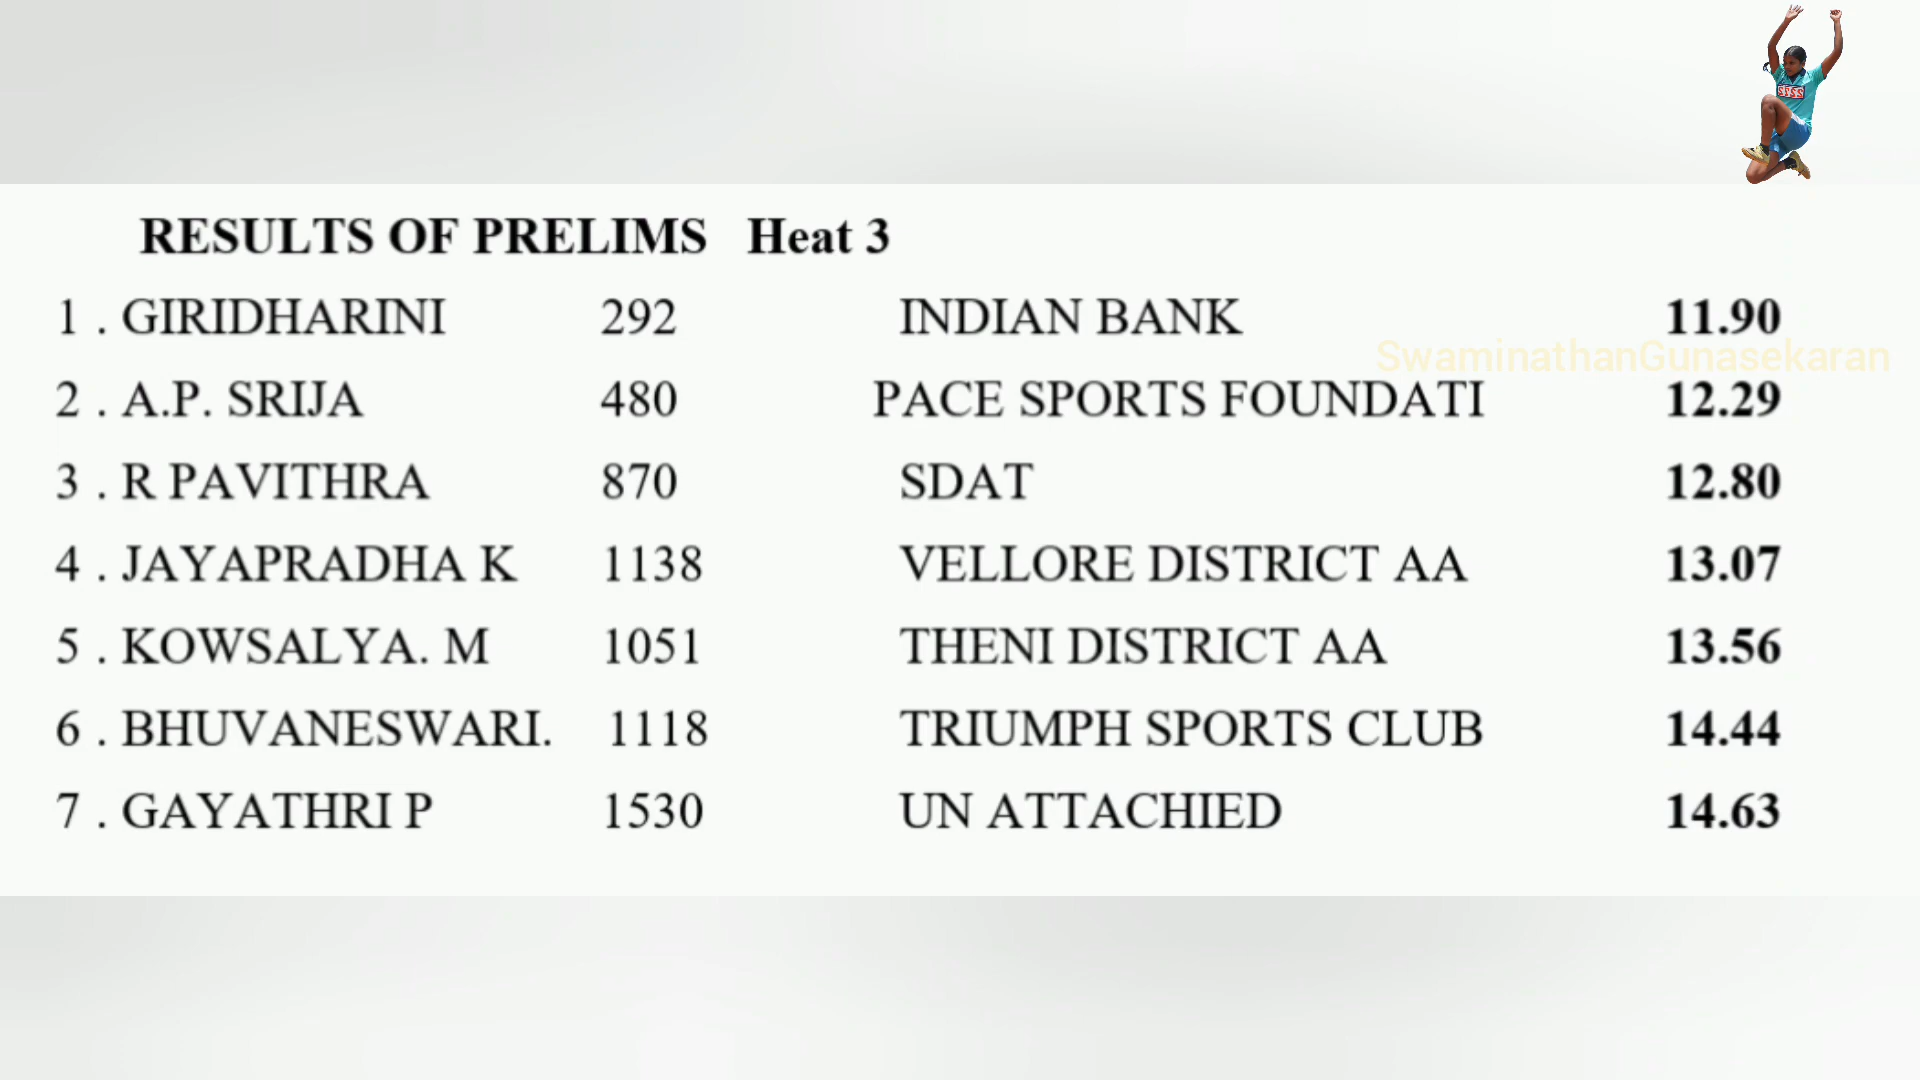 SSSS
RESULTS OF PRELIMS Heat 3
1 . GIRIDHARINI 292 INDIAN BANK 11.90
SwaminathanGunasekaran
2 . A.P. SRIJA 480 PACE SPORTS FOUNDATI 12.29
3 . R PAVITHRA 870 SDAT 12.80
4 . JAYAPRADHA K 1138 VELLORE DISTRICT AA 13.07
5 . KOWSALYA. M 1051 THENI DISTRICT AA 13.56
6 . BHUVANESWARI. 1118 TRIUMPH SPORTS CLUB 14.44
7 . GAYATHRI P 1530 UN ATTACHIED 14.63